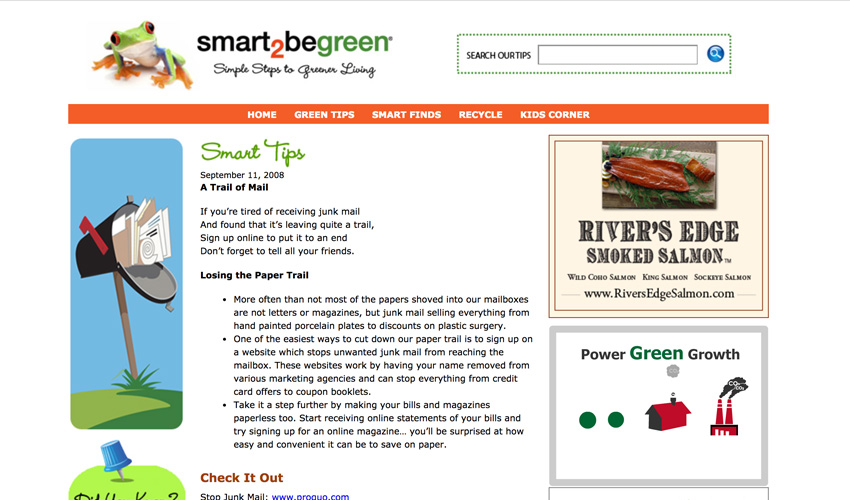 smart2begreen®
Simple Steps to Greener Living
SEARCH OUR TIPS
HOME GREEN TIPS SMART FINDS RECYCLE KIDS CORNER
Smart Tips
September 11, 2008
A Trail of Mail
If you’re tired of receiving junk mail
And found that it’s leaving quite a trail,
Sign up online to put it to an end
Don’t forget to tell all your friends.
Losing the Paper Trail
• More often than not most of the papers shoved into our mailboxes
are not letters or magazines, but junk mail selling everything from
hand painted porcelain plates to discounts on plastic surgery.
• One of the easiest ways to cut down our paper trail is to sign up on
a website which stops unwanted junk mail from reaching the
mailbox. These websites work by having your name removed from
various marketing agencies and can stop everything from credit
card offers to coupon booklets.
• Take it a step further by making your bills and magazines
paperless too. Start receiving online statements of your bills and
try signing up for an online magazine... you’ll be surprised at how
easy and convenient it can be to save on paper.
Check It Out
Stop Junk Mail: www.proquo.com
RIVER’S EDGE
SMOKED SALMON™
WILD COHO SALMON KING SALMON SOCKEYE SALMON
www.RiversEdgeSalmon.com
Power Green Growth
CO₂
CO₂
Did You Know?